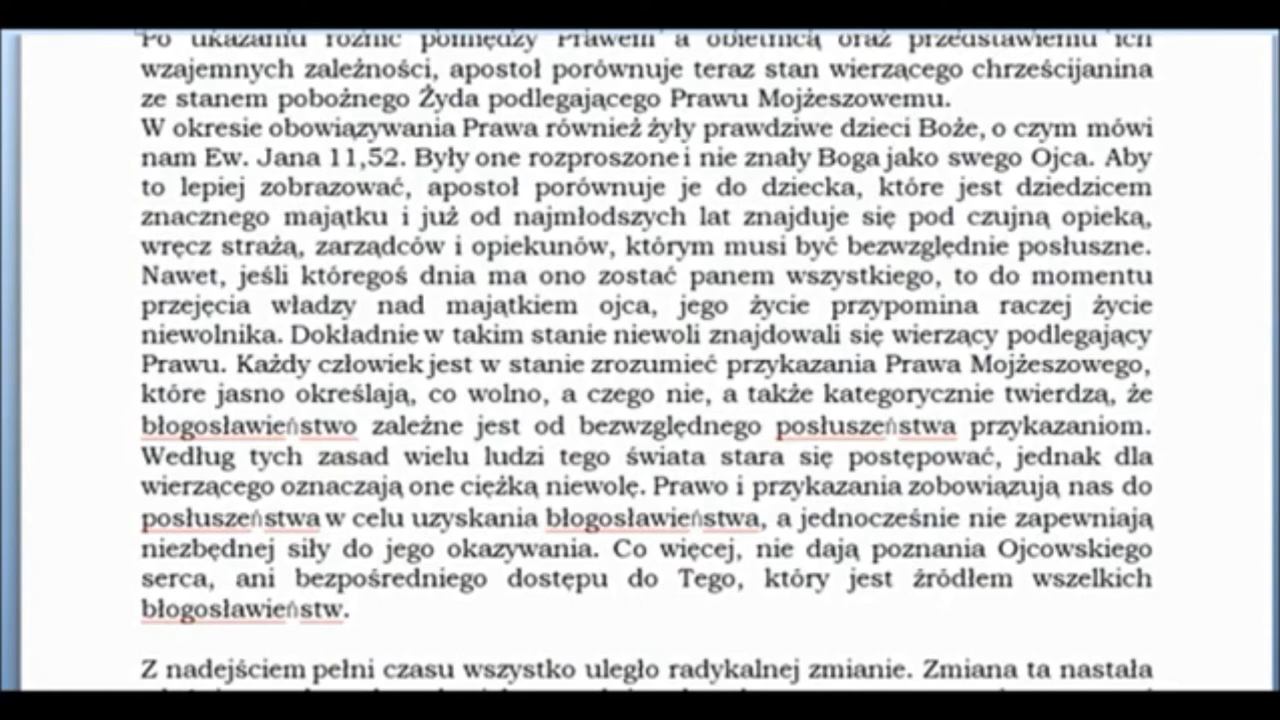 Po ukazaniu różnic pomiędzy Prawem a obietnicą oraz przedstawieniu ich
wzajemnych zależności, apostoł porównuje teraz stan wierzącego chrześcijanina
ze stanem pobożnego Żyda podlegającego Prawu Mojżeszowemu.
W okresie obowiązywania Prawa również żyły prawdziwe dzieci Boże, o czym mówi
nam Ew. Jana 11,52. Były one rozproszone i nie znały Boga jako swego Ojca. Aby
to lepiej zobrazować, apostoł porównuje je do dziecka, które jest dziedzicem
znacznego majątku i już od najmłodszych lat znajduje się pod czujną opieką,
wręcz strażą, zarządców i opiekunów, którym musi być bezwzględnie posłuszne.
Nawet, jeśli któregoś dnia ma ono zostać panem wszystkiego, to do momentu
przejęcia władzy nad majątkiem ojca, jego życie przypomina raczej życie
niewolnika. Dokładnie w takim stanie niewoli znajdowali się wierzący podlegający
Prawu. Każdy człowiek jest w stanie zrozumieć przykazania Prawa Mojżeszowego,
które jasno określają, co wolno, a czego nie, a także kategorycznie twierdzą, że
błogosławieństwo zależne jest od bezwzględnego posłuszeństwa przykazaniom.
Według tych zasad wielu ludzi tego świata stara się postępować, jednak dla
wierzącego oznaczają one ciężką niewolę. Prawo i przykazania zobowiązują nas do
posłuszeństwa w celu uzyskania błogosławieństwa, a jednocześnie nie zapewniają
niezbędnej siły do jego okazywania. Co więcej, nie dają poznania Ojcowskiego
serca, ani bezpośredniego dostępu do Tego, który jest źródłem wszelkich
błogosławieństw.
Z nadejściem pełni czasu wszystko uległo radykalnej zmianie. Zmiana ta nastała